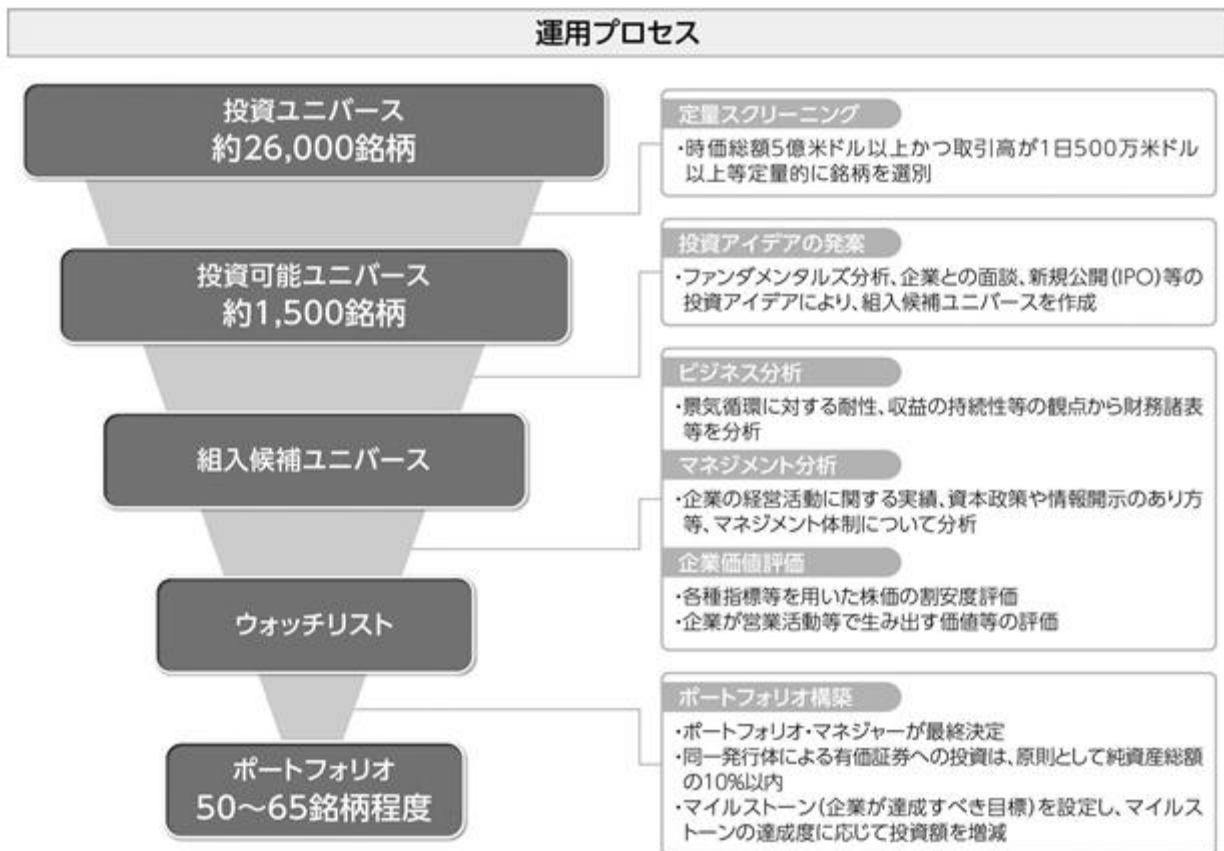 運用プロセス
投資ユニバース
約26,000銘柄
定量スクリーニング
・時価総額5億米ドル以上かつ取引高が1日500万米ドル
以上等定量的に銘柄を選別
投資可能ユニバース
約1,500銘柄
投資アイデアの発案
・ファンダメンタルズ分析、企業との面談、新規公開(IPO)等の
投資アイデアにより、組入候補ユニバースを作成
組入候補ユニバース
ビジネス分析
・景気循環に対する耐性、収益の持続性等の観点から財務諸表
等を分析
マネジメント分析
・企業の経営活動に関する実績、資本政策や情報開示のあり方
等、マネジメント体制について分析
企業価値評価
・各種指標等を用いた株価の割安度評価
・企業が営業活動等で生み出す価値等の評価
ウォッチリスト
ポートフォリオ構築
・ポートフォリオ・マネジャーが最終決定
・同一発行体による有価証券への投資は、原則として純資産総額
の10%以内
・マイルストーン(企業が達成すべき目標)を設定し、マイルス
トーンの達成度に応じて投資額を増減
ポートフォリオ
50〜65銘柄程度